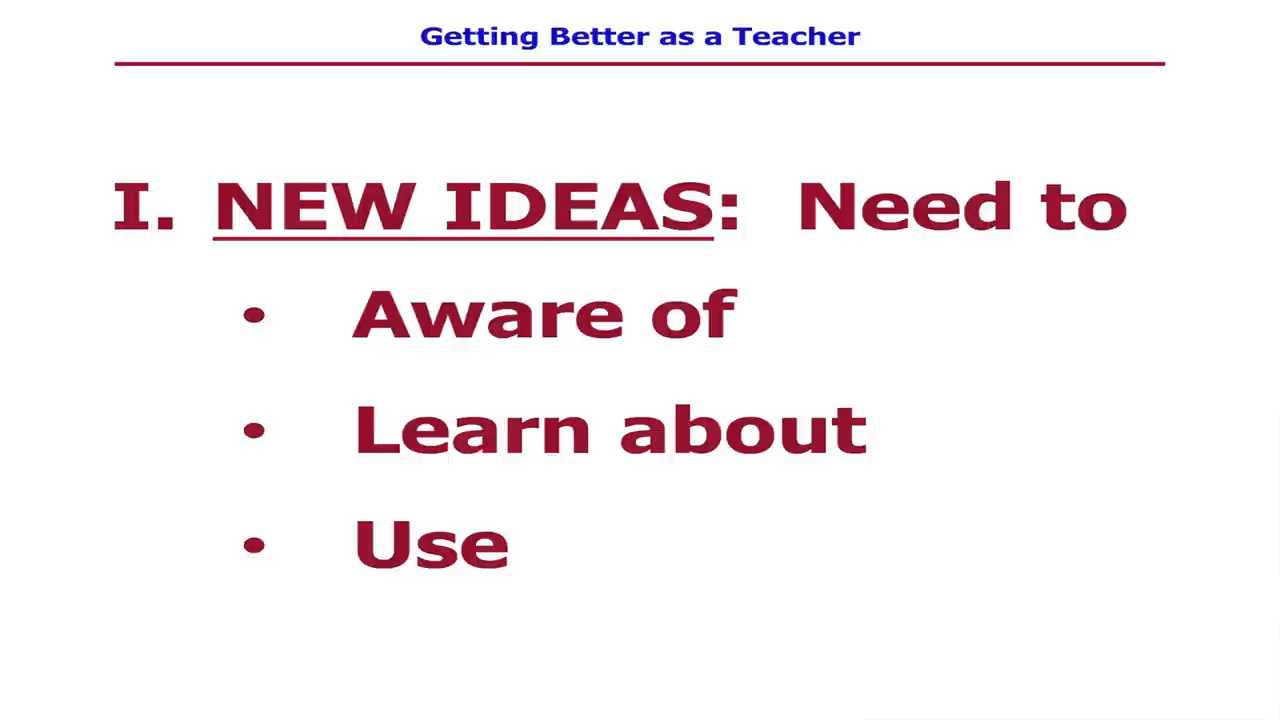 Getting Better as a Teacher
I. NEW IDEAS: Need to
• Aware of
• Learn about
• Use